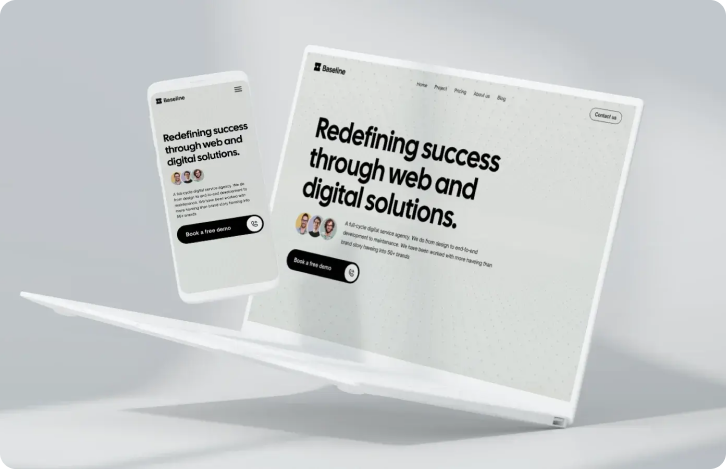 Baseline
Redefining success
through web and
digital solutions.
A full cycle digital service agency. We do
from design to end-to-end development to
maintenance. We have been worked with
more haveing than brand story haveing into
50+ brands
Book a free demo
Baseline
Home
Project
Pricing
About us
Blog
Contact us
Redefining success
through web and
digital solutions.
A full cycle digital service agency. We do from design to end-to-end
development to maintenance. We have been worked with more haveing than
brand story haveing into 50+ brands
Book a free demo